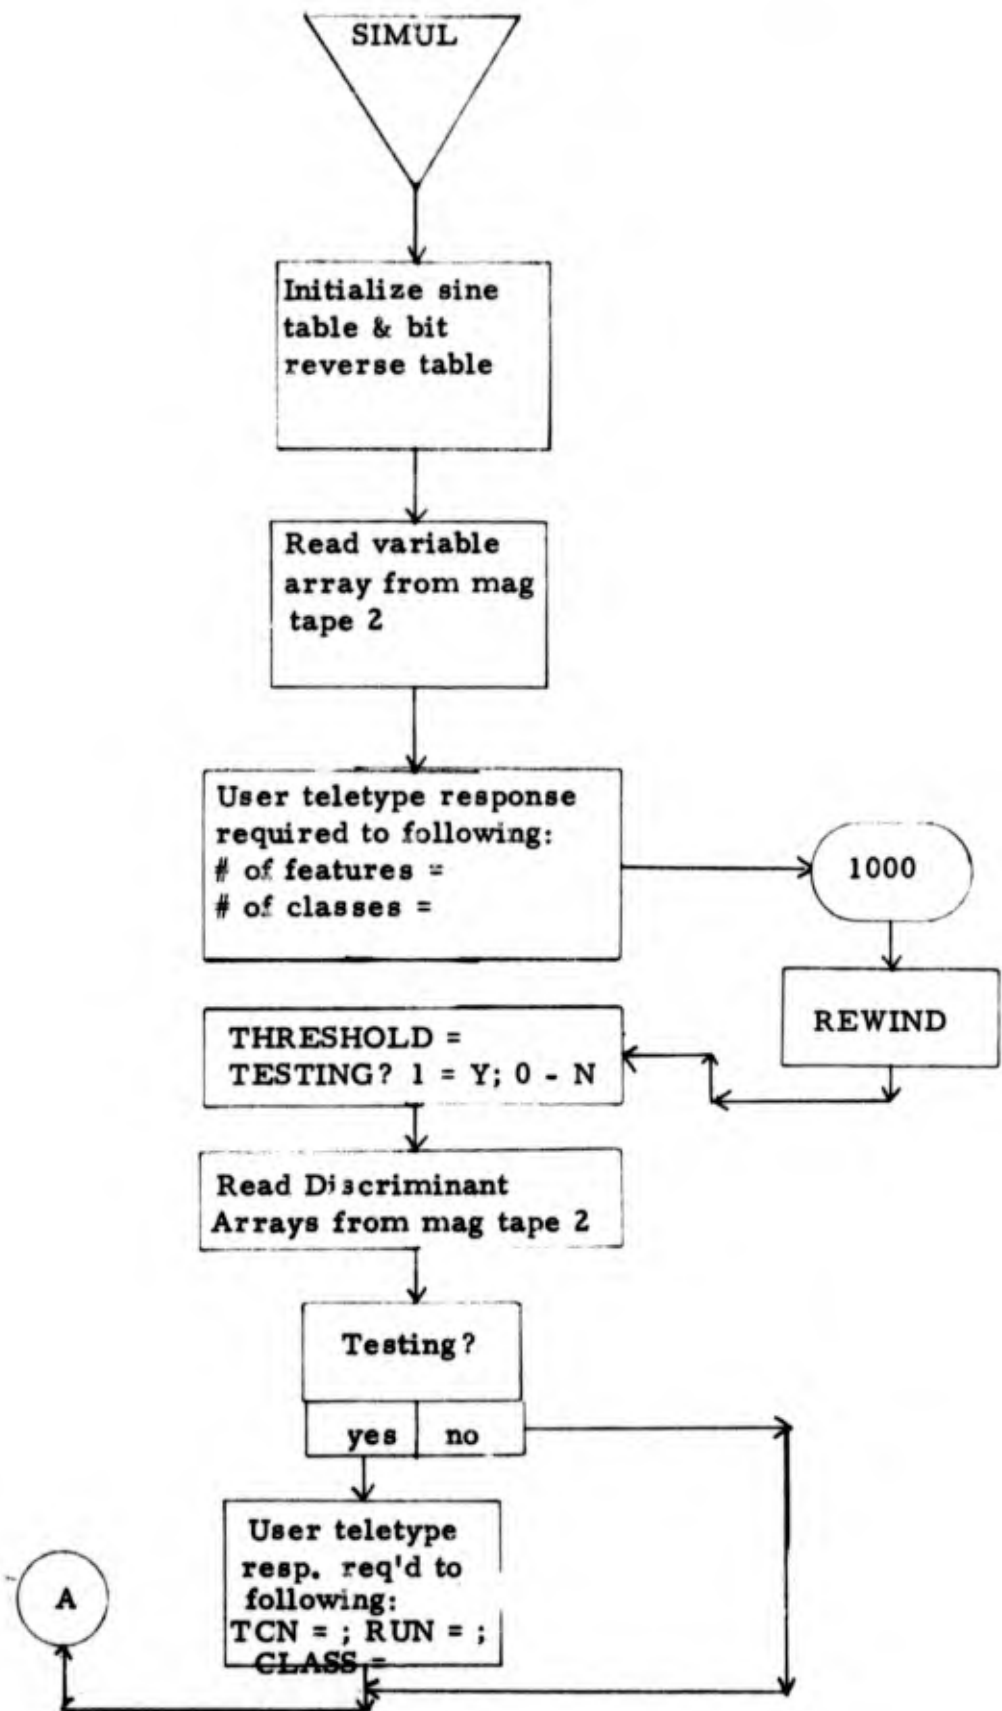 SIMUL
Initialize sine
table & bit
reverse table
Read variable
array from mag
tape 2
User teletype response
required to following:
# of features =
# of classes =
1000
REWIND
THRESHOLD =
TESTING? 1 = Y; 0 - N
Read Discriminant
Arrays from mag tape 2
Testing?
yes no
User teletype
resp. req'd to
following:
TCN = ; RUN = ;
CLASS =
A